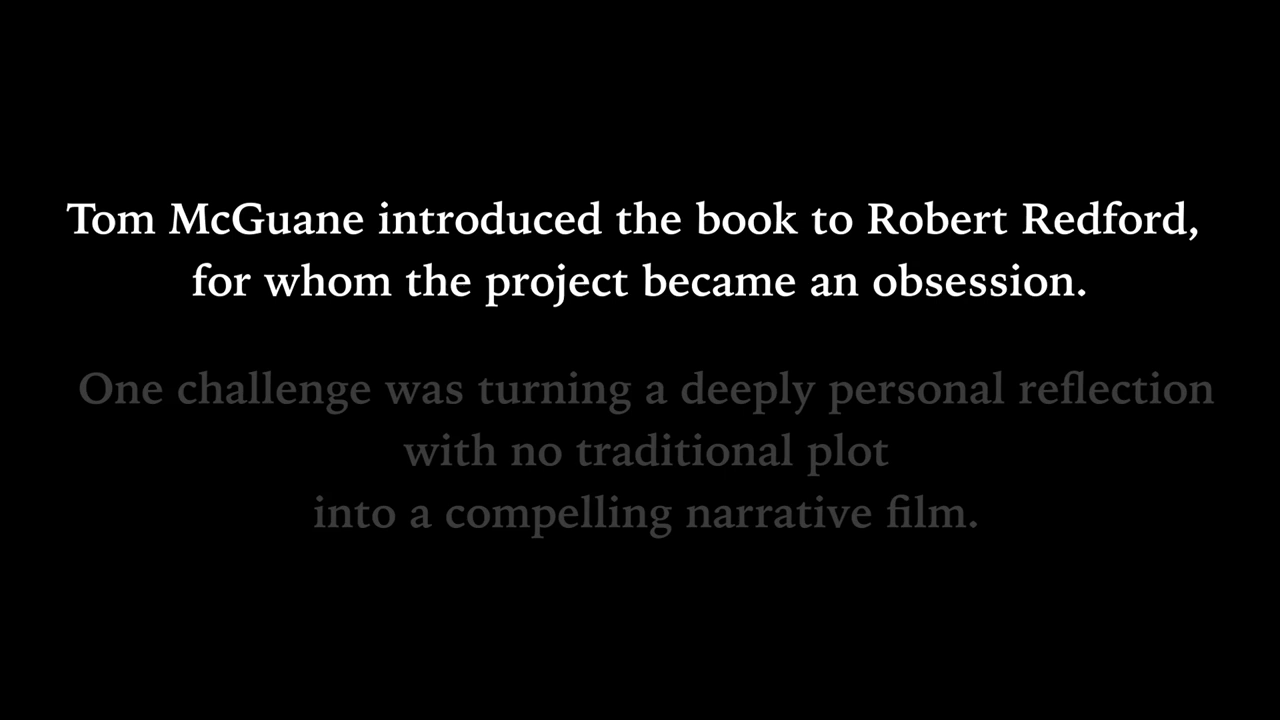 Tom McGuane introduced the book to Robert Redford,
for whom the project became an obsession.
One challenge was turning a deeply personal reflection
with no traditional plot
into a compelling narrative film.